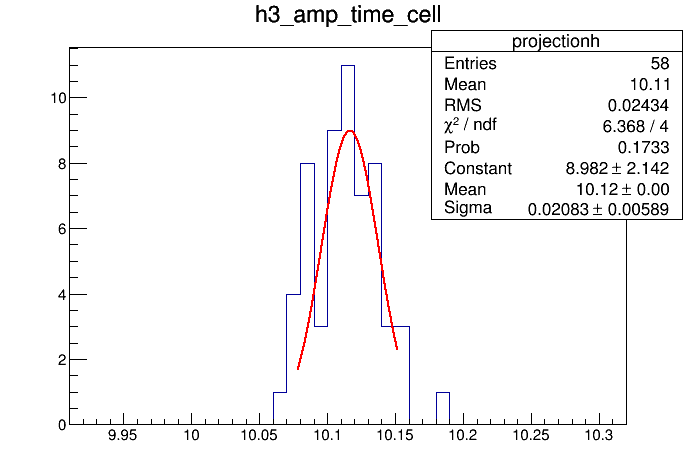 h3_amp_time_cell
projectionh
Entries 58
Mean 10.11
RMS 0.02434
χ² / ndf 6.368 / 4
Prob 0.1733
Constant 8.982 ± 2.142
Mean 10.12 ± 0.00
Sigma 0.02083 ± 0.00589
10
8
6
4
2
0
9.95 10 10.05 10.1 10.15 10.2 10.25 10.3